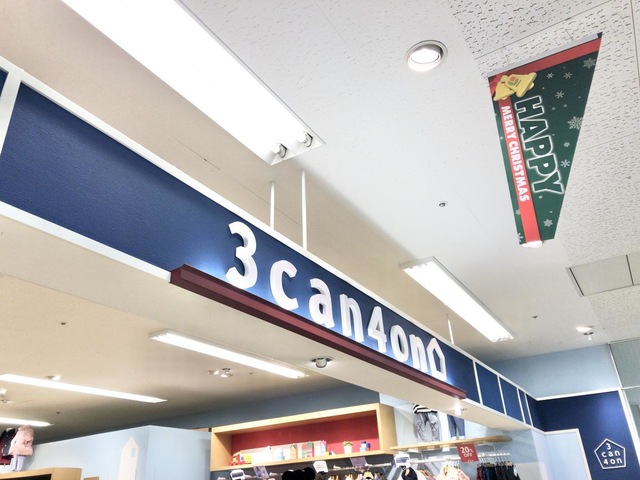 HAPPY
MERRY CHRISTMAS
3can4on
20%
OFF
3
can
4on